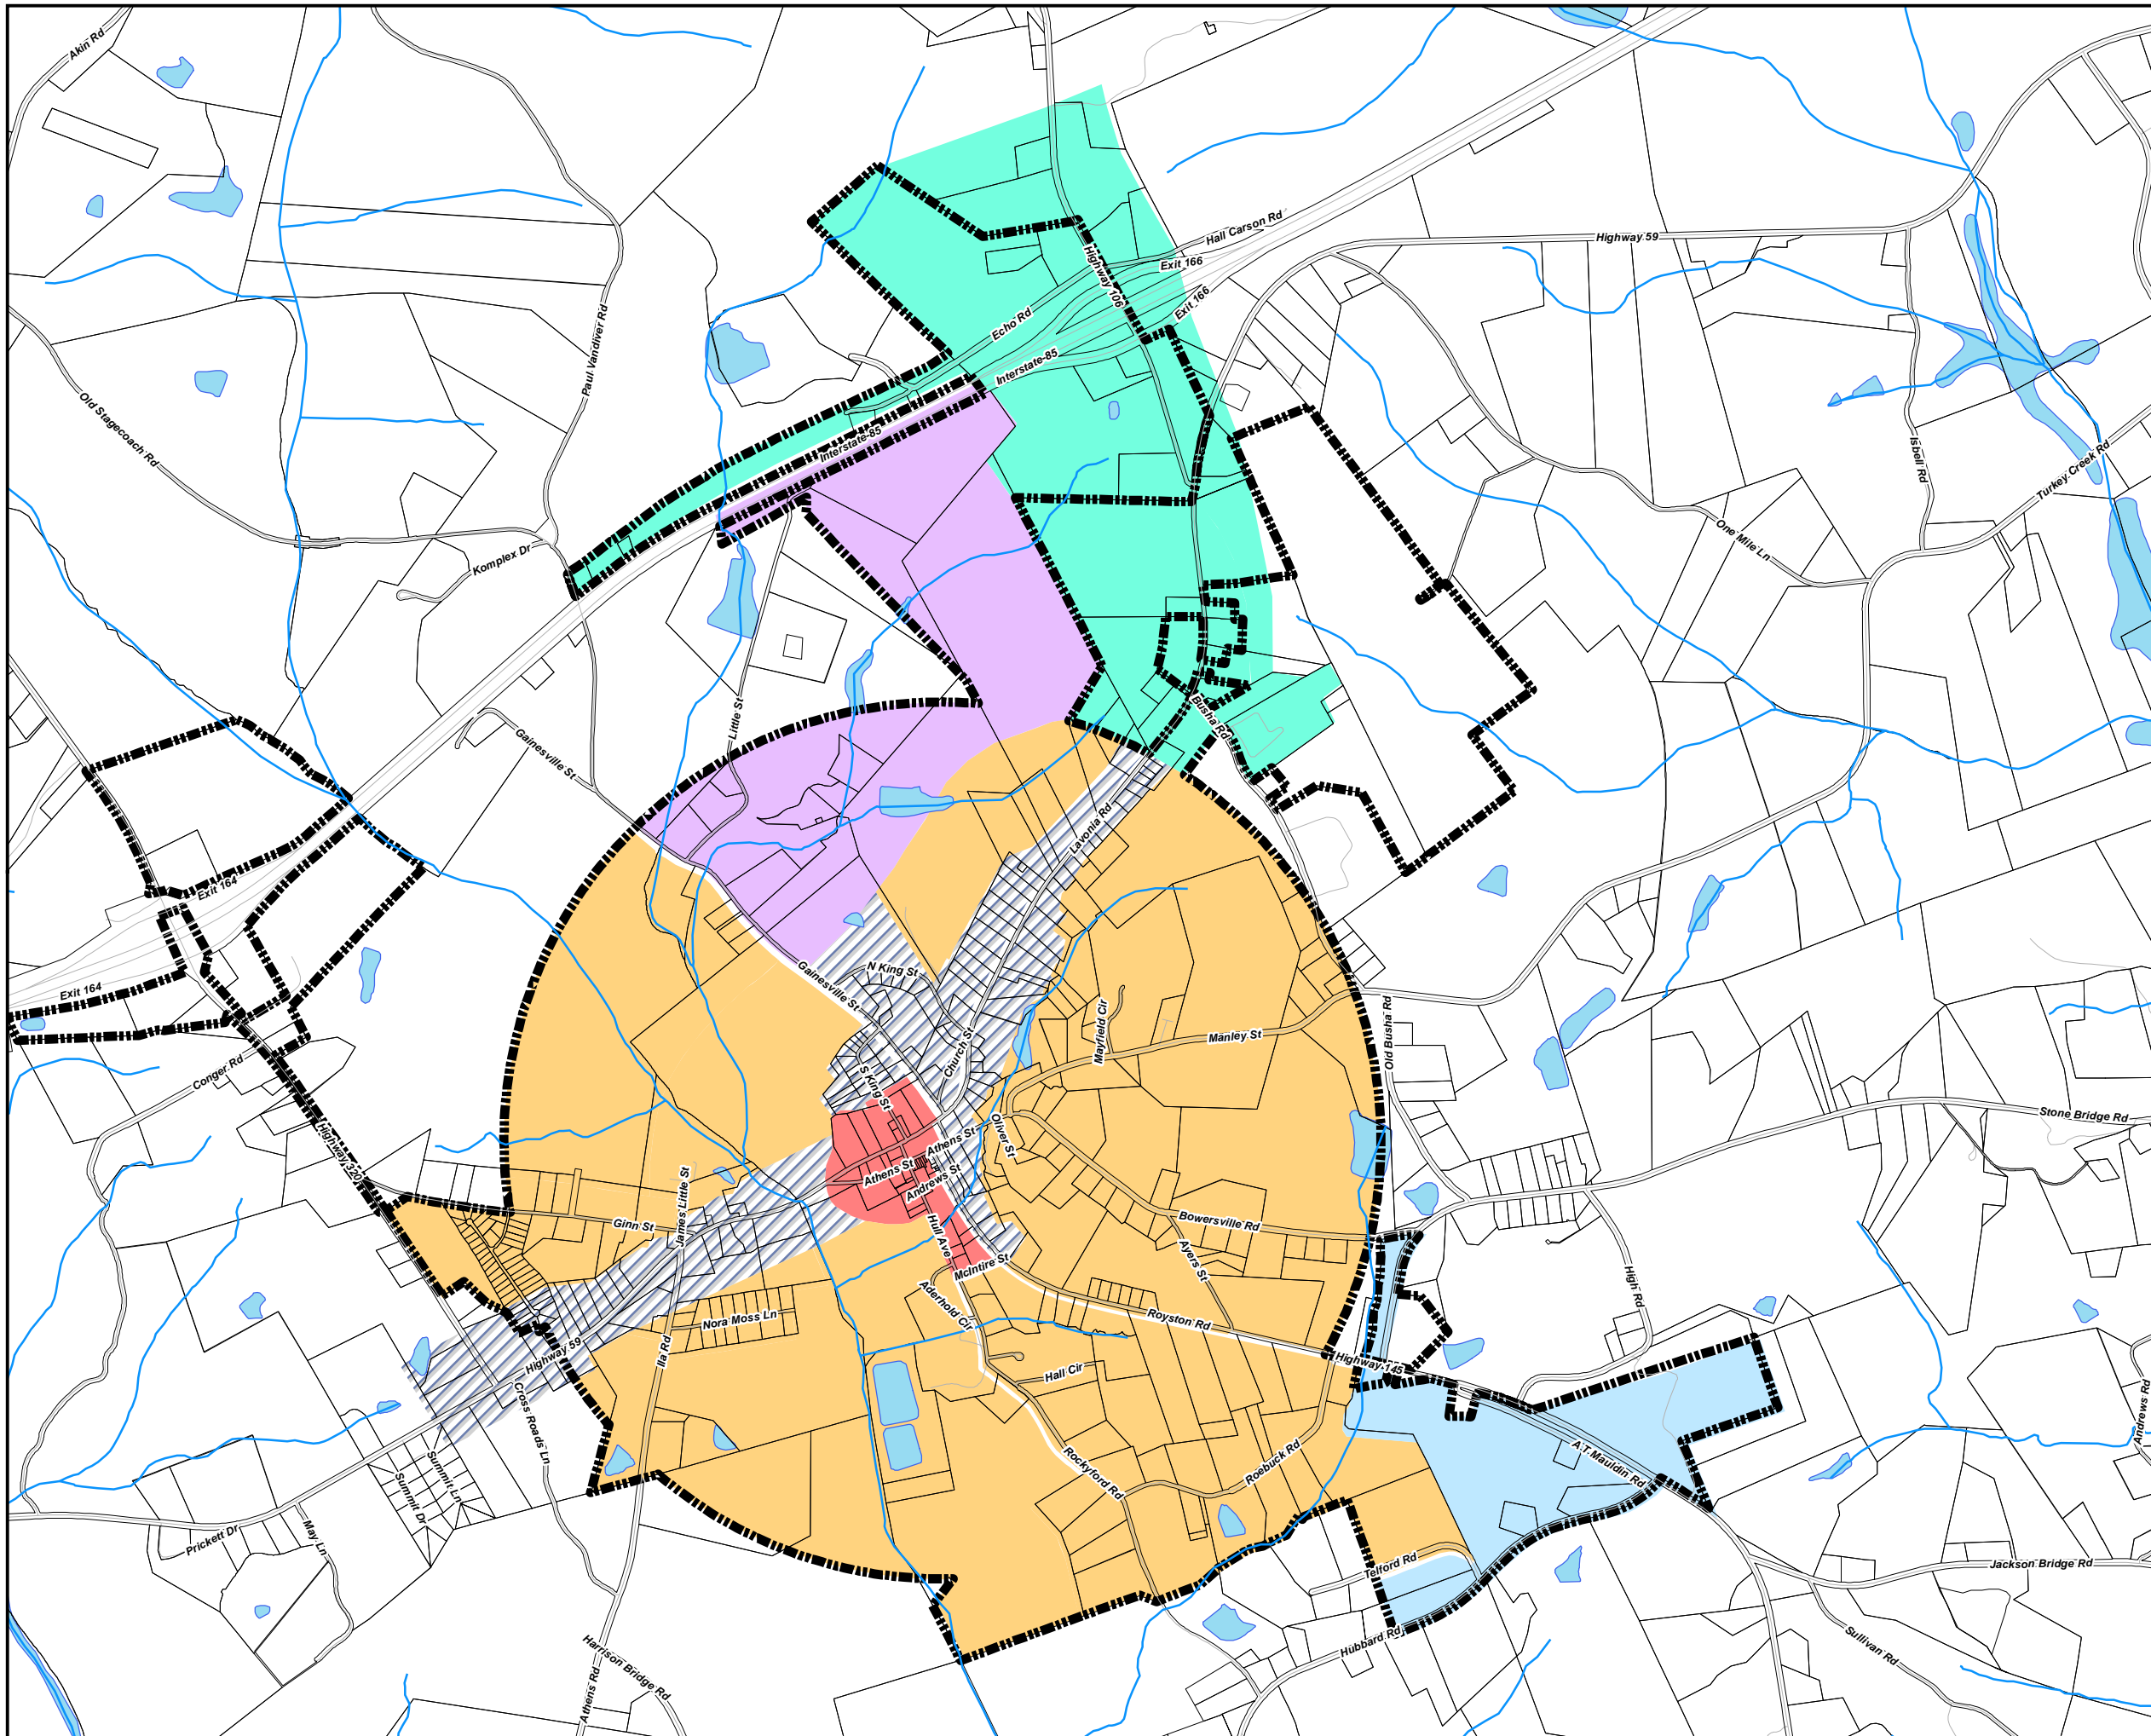 Akin Rd
Hall Carson Rd
Highway 59
Exit 166
Highway 106
Exit 166
Echo Rd
Paul Vandiver Rd
Interstate-85
Old Stagecoach Rd
Interstate-85
Isbell Rd
Turkey Creek Rd
One Mile Ln
Komplex Dr
Little St
Busha Rd
Gainesville St
Lavonia Rd
Exit 164
N King St
Gainesville St
Exit 164
Mayfield Cir
Manley St
Old Busha Rd
Church St
Conger Rd
S King St
Stone Bridge Rd
Highway 320
Oliver St
Athens St
Athens St
Andrews St
James Little St
Ginn St
Hull Ave
Bowersville Rd
Ayers St
McIntire St
High Rd
Aderhold Cir
Nora Moss Ln
Royston Rd
Ila Rd
Highway 59
Highway 145
Hall Cir
Cross Roads Ln
Andrews Rd
A T Mauldin Rd
Rockyford Rd
Roebuck Rd
Summit Ln
Summit Dr
Prickett Dr
May Ln
Telford Rd
Jackson Bridge Rd
Hubbard Rd
Sullivan Rd
Harrison Bridge Rd
Athens Rd